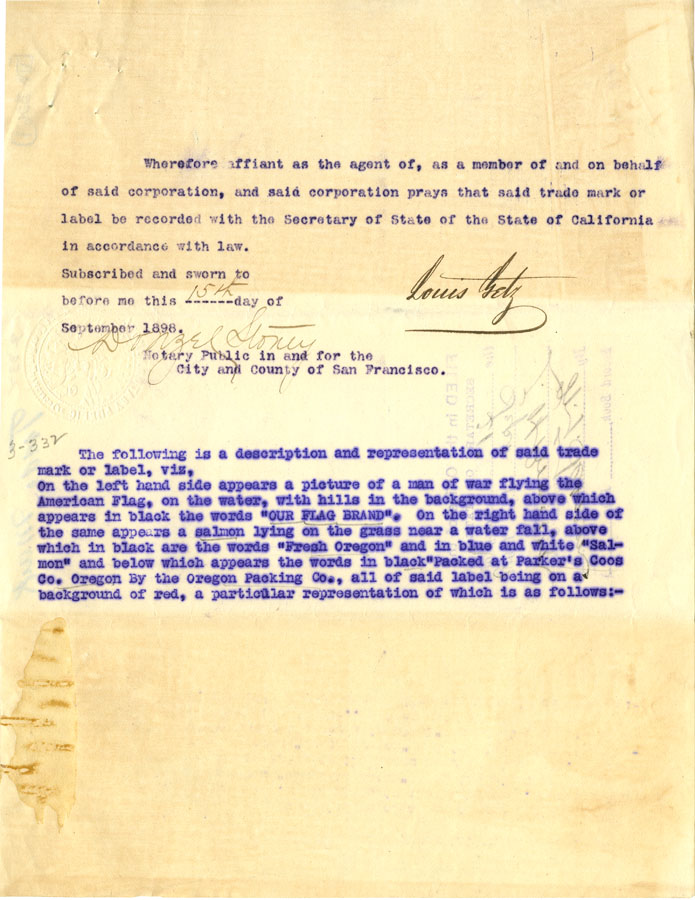 Wherefore affiant as the agent of, as a member of and on behalf
of said corporation, and said corporation prays that said trade mark or
label be recorded with the Secretary of State of the State of California
in accordance with law.
Subscribed and sworn to
before me this 15th day of
Louis Getz
September 1898.
Notary Public in and for the
City and County of San Francisco.
3-332
The following is a description and representation of said trade
mark or label, viz,
On the left hand side appears a picture of a man of war flying the
American Flag, on the water, with hills in the background, above which
appears in black the words "OUR FLAG BRAND". On the right hand side of
the same appears a salmon lying on the grass near a water fall, above
which in black are the words "Fresh Oregon" and in blue and white "Sal-
mon" and below which appears the words in black"Packed at Parker's Coos
Co. Oregon By the Oregon Packing Co., all of said label being on a
background of red, a particular representation of which is as follows:-